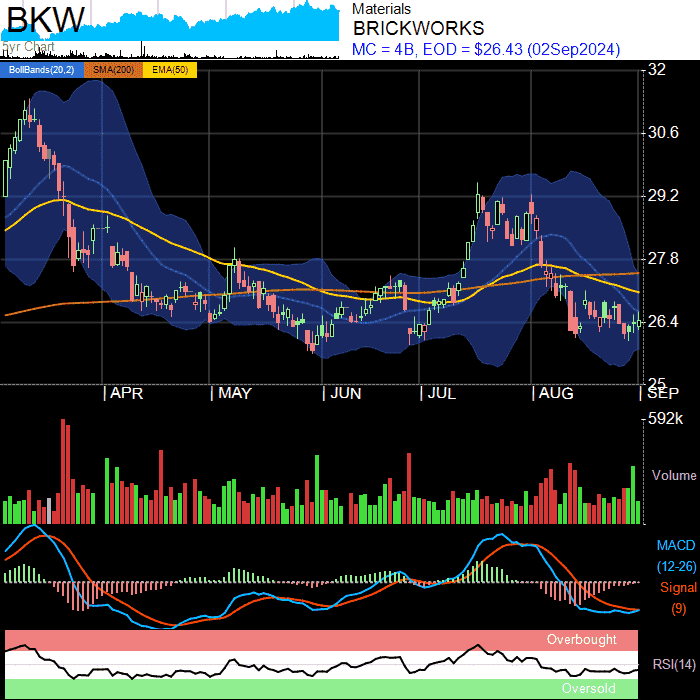 BKW
5yr Chart
Materials
BRICKWORKS
MC = 4B, EOD = $26.43 (02Sep2024)
BollBands(20,2) SMA(200) EMA(50)
32
30.6
29.2
27.8
26.4
25
APR MAY JUN JUL AUG SEP
592k
Volume
MACD
(12-26)
Signal
(9)
Overbought
RSI(14)
Oversold